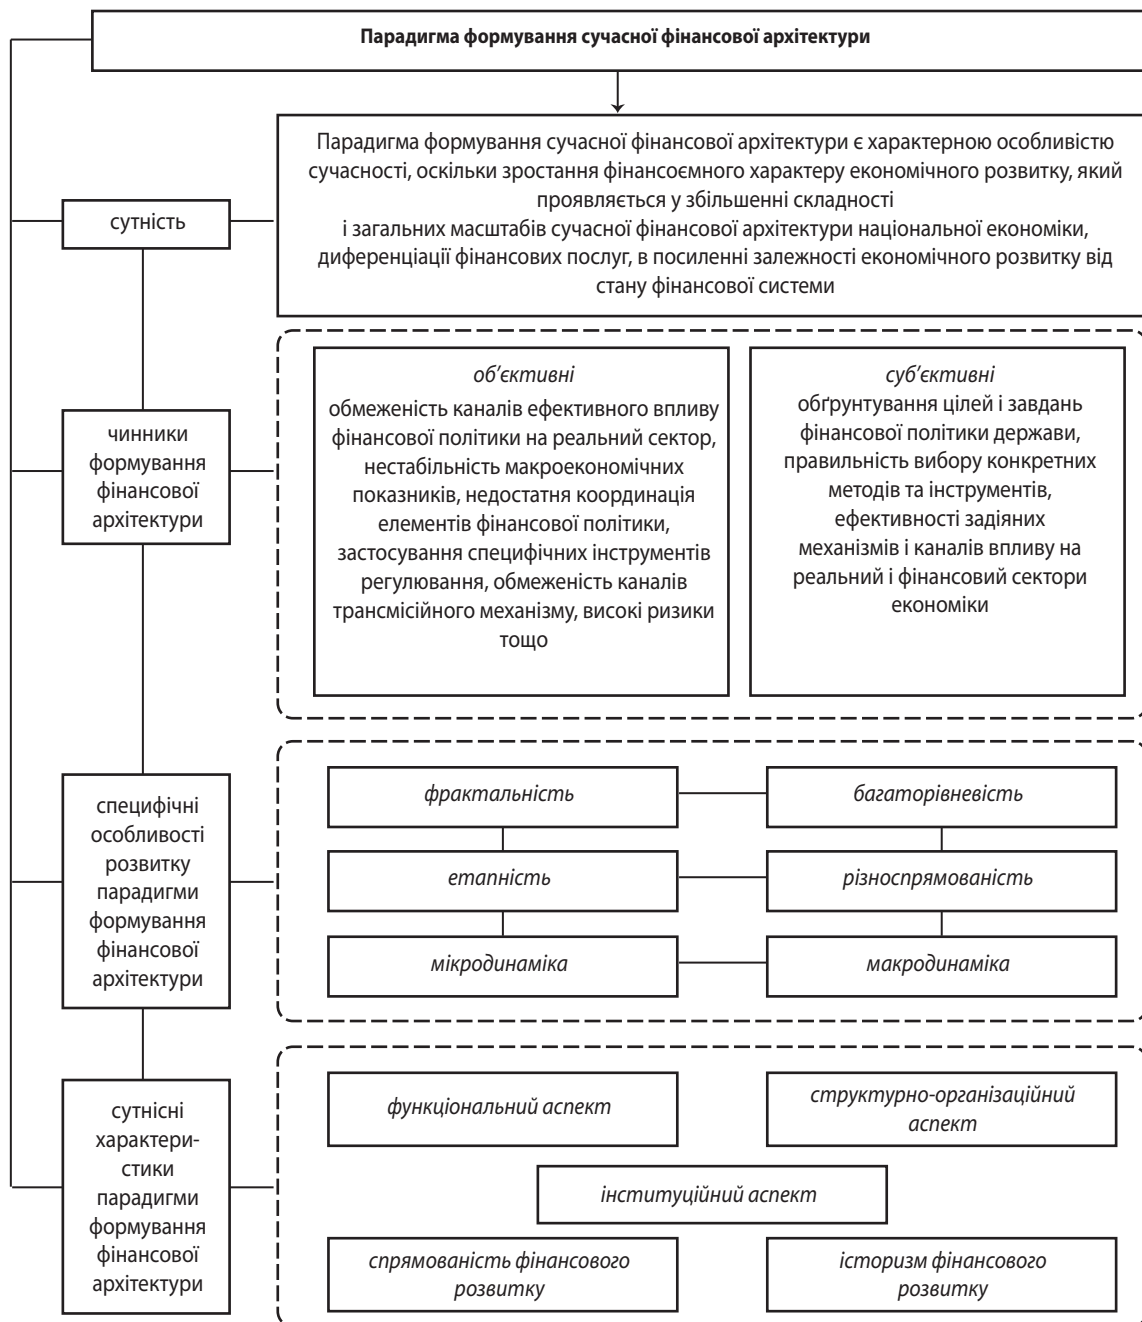 Парадигма формування сучасної фінансової архітектури
Парадигма формування сучасної фінансової архітектури є характерною особливістю
сучасності, оскільки зростання фінансоємного характеру економічного розвитку, який
проявляється у збільшенні складності
і загальних масштабів сучасної фінансової архітектури національної економіки,
диференціації фінансових послуг, в посиленні залежності економічного розвитку від
стану фінансової системи
сутність
чинники
формування
фінансової
архітектури
об’єктивні
обмеженість каналів ефективного впливу
фінансової політики на реальний сектор,
нестабільність макроекономічних
показників, недостатня координація
елементів фінансової політики,
застосування специфічних інструментів
регулювання, обмеженість каналів
трансмісійного механізму, високі ризики
тощо
суб’єктивні
обґрунтування цілей і завдань
фінансової політики держави,
правильність вибору конкретних
методів та інструментів,
ефективності задіяних
механізмів і каналів впливу на
реальний і фінансовий сектори
економіки
специфічні
особливості
розвитку
парадигми
формування
фінансової
архітектури
фрактальність
багаторівневість
етапність
різноспрямованість
мікродинаміка
макродинаміка
сутнісні
характери-
стики
парадигми
формування
фінансової
архітектури
функціональний аспект
структурно-організаційний
аспект
інституційний аспект
спрямованість фінансового
розвитку
історизм фінансового
розвитку